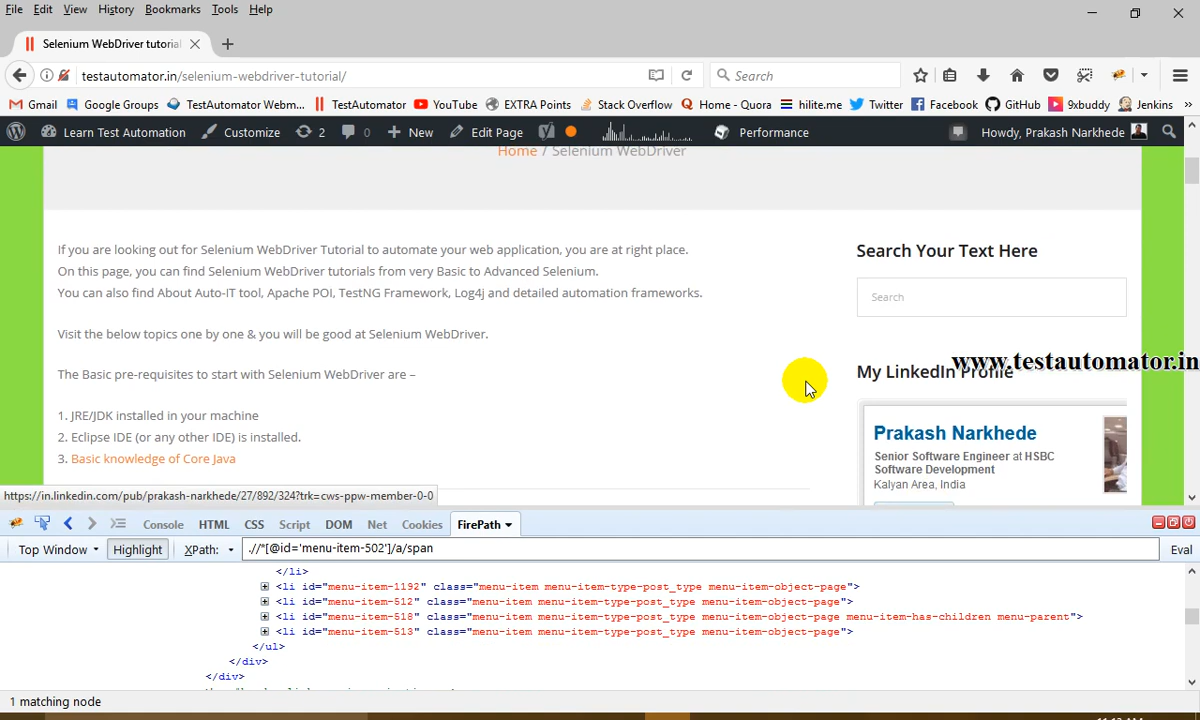 File Edit View History Bookmarks Tools Help
Selenium WebDriver tutorial
testautomator.in/selenium-webdriver-tutorial/
Search
Gmail Google Groups TestAutomator Webm... TestAutomator YouTube EXTRA Points Stack Overflow Home - Quora hilite.me Twitter Facebook GitHub 9xbuddy Jenkins »
Learn Test Automation Customize 2 0 New Edit Page Performance Howdy, Prakash Narkhede
Home / Selenium WebDriver
If you are looking out for Selenium WebDriver Tutorial to automate your web application, you are at right place.
On this page, you can find Selenium WebDriver tutorials from very Basic to Advanced Selenium.
You can also find About Auto-IT tool, Apache POI, TestNG Framework, Log4j and detailed automation frameworks.
Visit the below topics one by one & you will be good at Selenium WebDriver.
The Basic pre-requisites to start with Selenium WebDriver are –
1. JRE/JDK installed in your machine
2. Eclipse IDE (or any other IDE) is installed.
3. Basic knowledge of Core Java
Search Your Text Here
Search
www.testautomator.in
My LinkedIn Profile
Prakash Narkhede
Senior Software Engineer at HSBC
Software Development
Kalyan Area, India
https://in.linkedin.com/pub/prakash-narkhede/27/892/324?trk=cws-ppw-member-0-0
Console HTML CSS Script DOM Net Cookies FirePath
Top Window Highlight XPath: .//*[@id='menu-item-502']/a/span Eval
</li>
<li id="menu-item-1192" class="menu-item menu-item-type-post_type menu-item-object-page">
<li id="menu-item-512" class="menu-item menu-item-type-post_type menu-item-object-page">
<li id="menu-item-518" class="menu-item menu-item-type-post_type menu-item-object-page menu-item-has-children menu-parent">
<li id="menu-item-513" class="menu-item menu-item-type-post_type menu-item-object-page">
</ul>
</div>
</div>
1 matching node